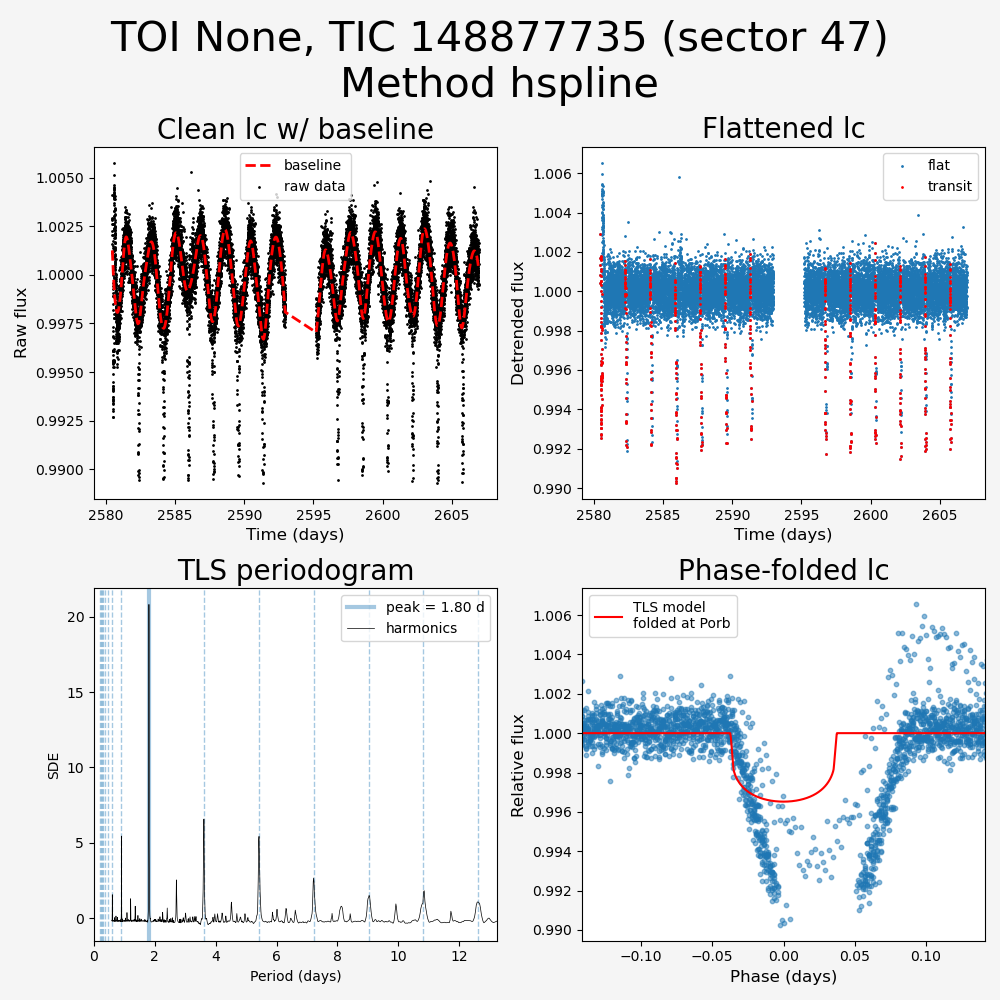 TOI None, TIC 148877735 (sector 47)
Method hspline
Clean lc w/ baseline
baseline
raw data
1.0050
1.0025
1.0000
0.9975
0.9950
0.9925
0.9900
Raw flux
2580
2585
2590
2595
2600
2605
Time (days)
Flattened lc
flat
transit
1.006
1.004
1.002
1.000
0.998
0.996
0.994
0.992
0.990
Detrended flux
2580
2585
2590
2595
2600
2605
Time (days)
TLS periodogram
peak = 1.80 d
harmonics
20
15
10
5
0
SDE
0
2
4
6
8
10
12
Period (days)
Phase-folded lc
TLS model
folded at Porb
1.006
1.004
1.002
1.000
0.998
0.996
0.994
0.992
0.990
Relative flux
−0.10
−0.05
0.00
0.05
0.10
Phase (days)